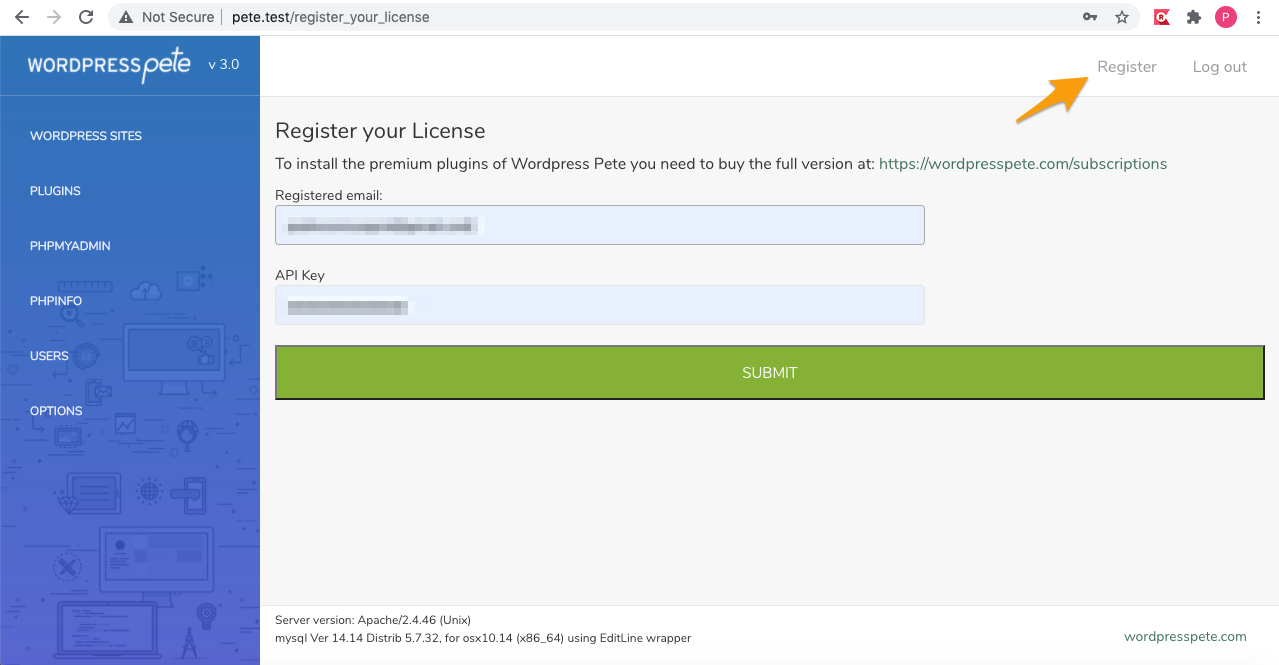 Not Secure pete.test/register_your_license
P
WORDPRESS pete v 3.0
Register Log out
WORDPRESS SITES
PLUGINS
PHPMYADMIN
PHPINFO
USERS
OPTIONS
Register your License
To install the premium plugins of Wordpress Pete you need to buy the full version at: https://wordpresspete.com/subscriptions
Registered email:
API Key
SUBMIT
Server version: Apache/2.4.46 (Unix)
mysql Ver 14.14 Distrib 5.7.32, for osx10.14 (x86_64) using EditLine wrapper
wordpresspete.com